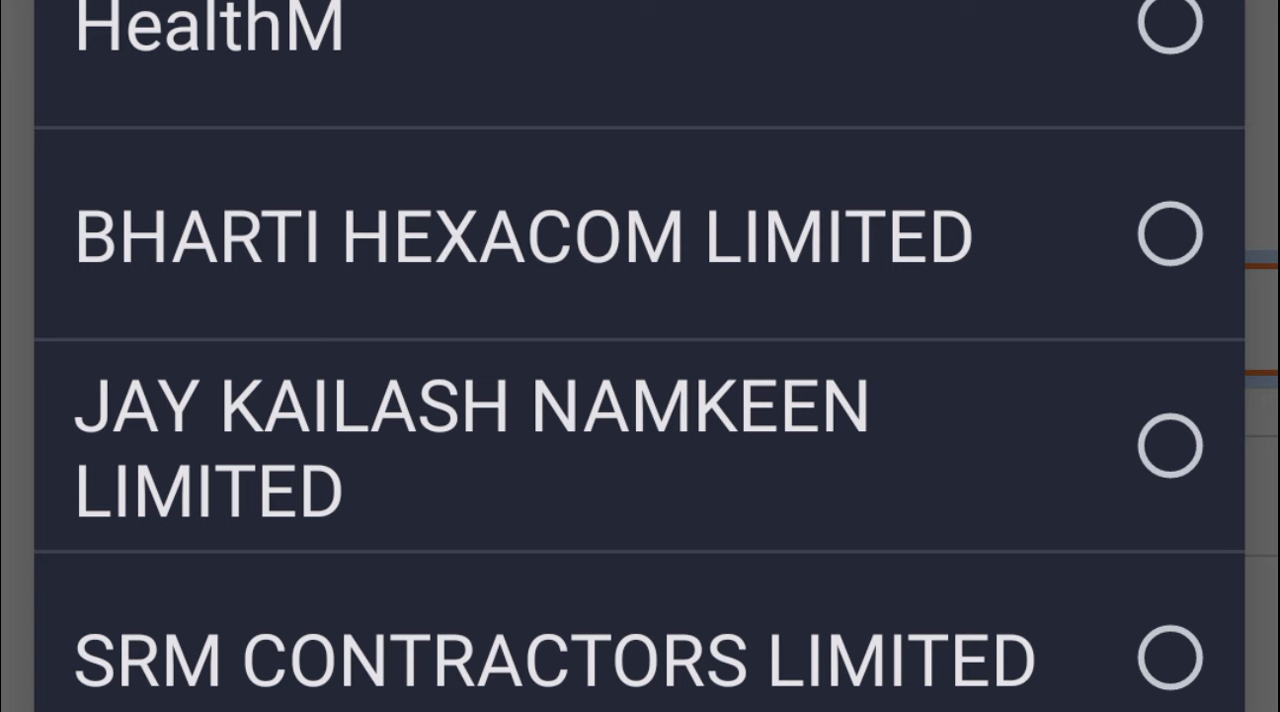 HealthM
BHARTI HEXACOM LIMITED
JAY KAILASH NAMKEEN
LIMITED
SRM CONTRACTORS LIMITED